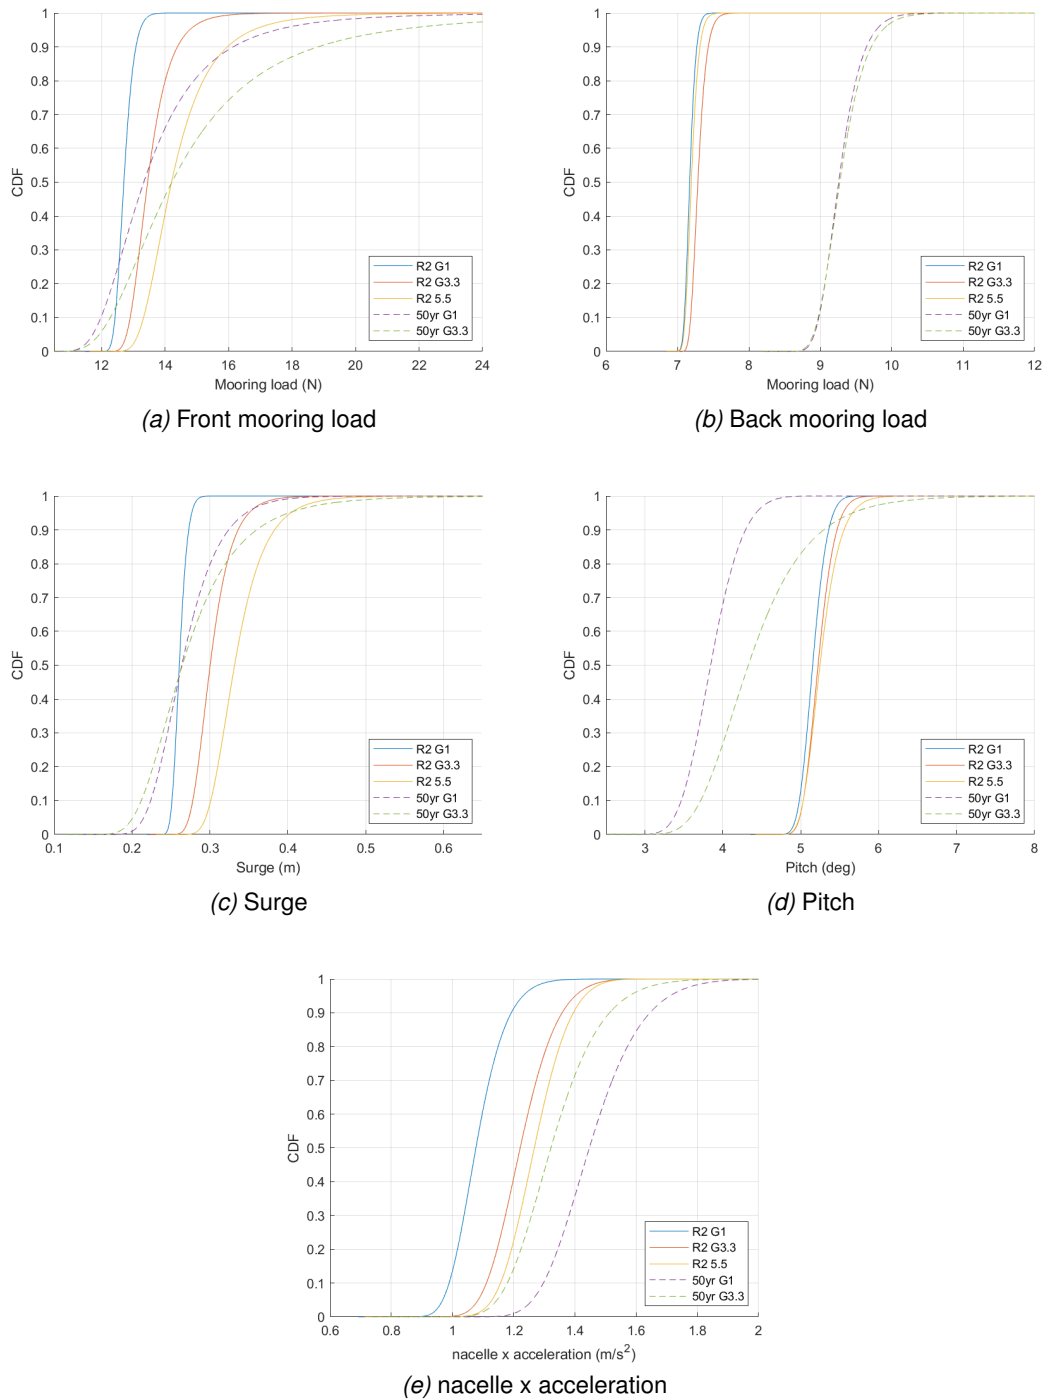 1
0.9
0.8
0.7
0.6
0.5
0.4
0.3
0.2
0.1
0
CDF
12 14 16 18 20 22 24
Mooring load (N)
R2 G1
R2 G3.3
R2 5.5
50yr G1
50yr G3.3
(a) Front mooring load
1
0.9
0.8
0.7
0.6
0.5
0.4
0.3
0.2
0.1
0
CDF
6 7 8 9 10 11 12
Mooring load (N)
R2 G1
R2 G3.3
R2 5.5
50yr G1
50yr G3.3
(b) Back mooring load
1
0.9
0.8
0.7
0.6
0.5
0.4
0.3
0.2
0.1
0
CDF
0.1 0.2 0.3 0.4 0.5 0.6
Surge (m)
R2 G1
R2 G3.3
R2 5.5
50yr G1
50yr G3.3
(c) Surge
1
0.9
0.8
0.7
0.6
0.5
0.4
0.3
0.2
0.1
0
CDF
3 4 5 6 7 8
Pitch (deg)
R2 G1
R2 G3.3
R2 5.5
50yr G1
50yr G3.3
(d) Pitch
1
0.9
0.8
0.7
0.6
0.5
0.4
0.3
0.2
0.1
0
CDF
0.6 0.8 1 1.2 1.4 1.6 1.8 2
nacelle x acceleration (m/s²)
R2 G1
R2 G3.3
R2 5.5
50yr G1
50yr G3.3
(e) nacelle x acceleration